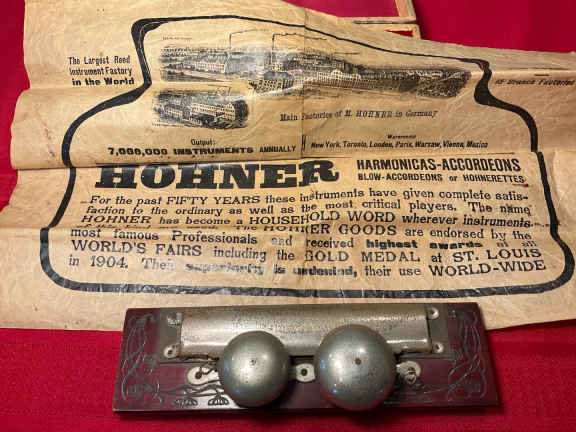 The Largest Reed
Instrument Factory
in the World
Main Factories of M. HOHNER in Germany
Output:
7,000,000 INSTRUMENTS ANNUALLY
Warerooms
New York, Toronto, London, Paris, Warsaw, Vienna, Mexico
HOHNER
HARMONICAS-ACCORDEONS
BLOW-ACCORDEONS or HOHNERETTES
For the past FIFTY YEARS these instruments have given complete satis-
faction to the ordinary as well as the most critical players. The name
HOHNER has become a HOUSEHOLD WORD wherever instruments
The HOHNER GOODS are endorsed by the
most famous Professionals and received highest awards at all
WORLD'S FAIRS including the GOLD MEDAL at ST. LOUIS
in 1904. Their superiority is undenied, their use WORLD-WIDE